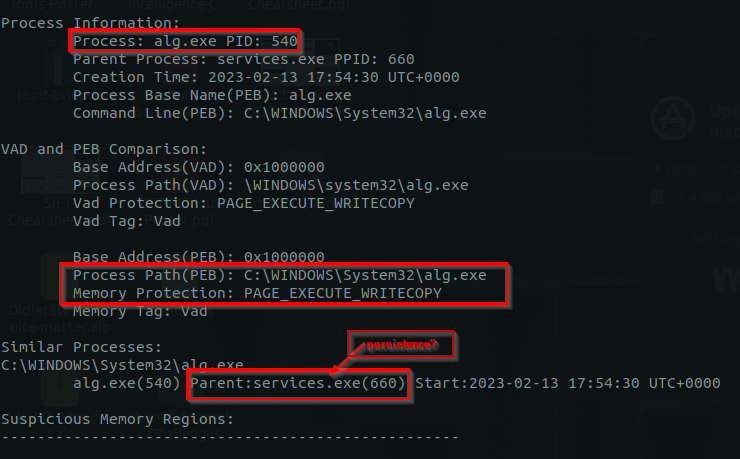 Tools-Poster-
Intelligence-C...
Cheatsheet.pdf
Process Information:
Process: alg.exe PID: 540
Parent Process: services.exe PPID: 660
Creation Time: 2023-02-13 17:54:30 UTC+0000
Process Base Name(PEB): alg.exe
Command Line(PEB): C:\WINDOWS\System32\alg.exe
VAD and PEB Comparison:
Base Address(VAD): 0x1000000
Process Path(VAD): \WINDOWS\system32\alg.exe
Vad Protection: PAGE_EXECUTE_WRITECOPY
Vad Tag: Vad
Base Address(PEB): 0x1000000
Process Path(PEB): C:\WINDOWS\System32\alg.exe
Memory Protection: PAGE_EXECUTE_WRITECOPY
Memory Tag: Vad
persistence?
Similar Processes:
C:\WINDOWS\System32\alg.exe
alg.exe(540) Parent:services.exe(660) Start:2023-02-13 17:54:30 UTC+0000
Suspicious Memory Regions:
---------------------------------------------------